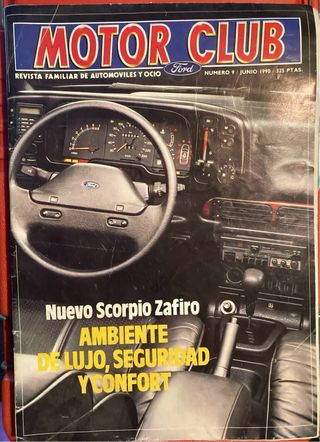 MOTOR CLUB
Ford
REVISTA FAMILIAR DE AUTOMOVILES Y OCIO
NUMERO 9 / JUNIO 1990 / 325 PTAS.
Ford
Nuevo Scorpio Zafiro
AMBIENTE
DE LUJO, SEGURIDAD
Y CONFORT